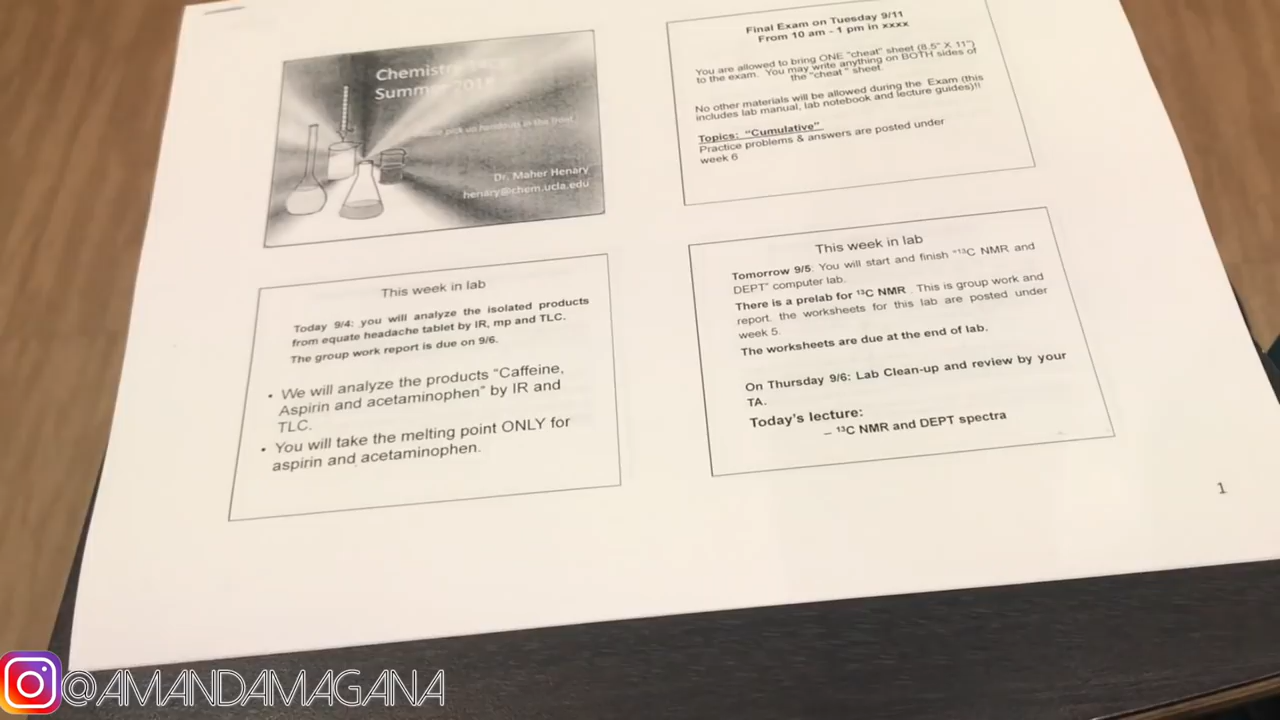 Chemistry
Summer 2018
please pick up handouts in the front
Dr. Maher Henary
henary@chem.ucla.edu
Final Exam on Tuesday 9/11
From 10 am - 1 pm in xxxx
You are allowed to bring ONE "cheat" sheet (8.5" X 11")
to the exam. You may write anything on BOTH sides of
the "cheat " sheet.
No other materials will be allowed during the Exam (this
includes lab manual, lab notebook and lecture guides)!!
Topics: “Cumulative”
Practice problems & answers are posted under
week 6
This week in lab
Today 9/4: you will analyze the isolated products
from equate headache tablet by IR, mp and TLC.
The group work report is due on 9/6.
• We will analyze the products “Caffeine,
Aspirin and acetaminophen” by IR and
TLC.
• You will take the melting point ONLY for
aspirin and acetaminophen.
This week in lab
Tomorrow 9/5: You will start and finish “¹³C NMR and
DEPT” computer lab.
There is a prelab for ¹³C NMR . This is group work and
report. the worksheets for this lab are posted under
week 5.
The worksheets are due at the end of lab.
On Thursday 9/6: Lab Clean-up and review by your
TA.
Today’s lecture:
– ¹³C NMR and DEPT spectra
1
@AMANDAMAGANA